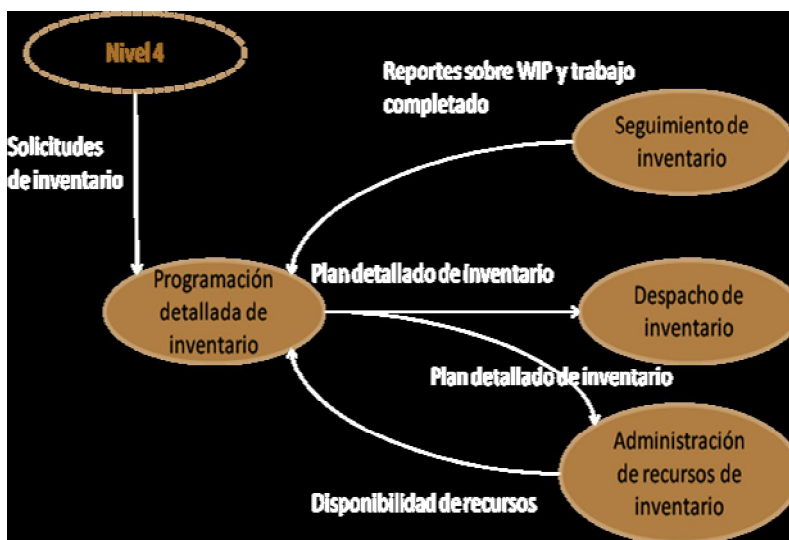 Nivel 4
Reportes sobre WIP y trabajo
completado
Seguimiento de
inventario
Solicitudes
de inventario
Programación
detallada de
inventario
Plan detallado de inventario
Despacho de
inventario
Plan detallado de inventario
Administración
de recursos de
inventario
Disponibilidad de recursos